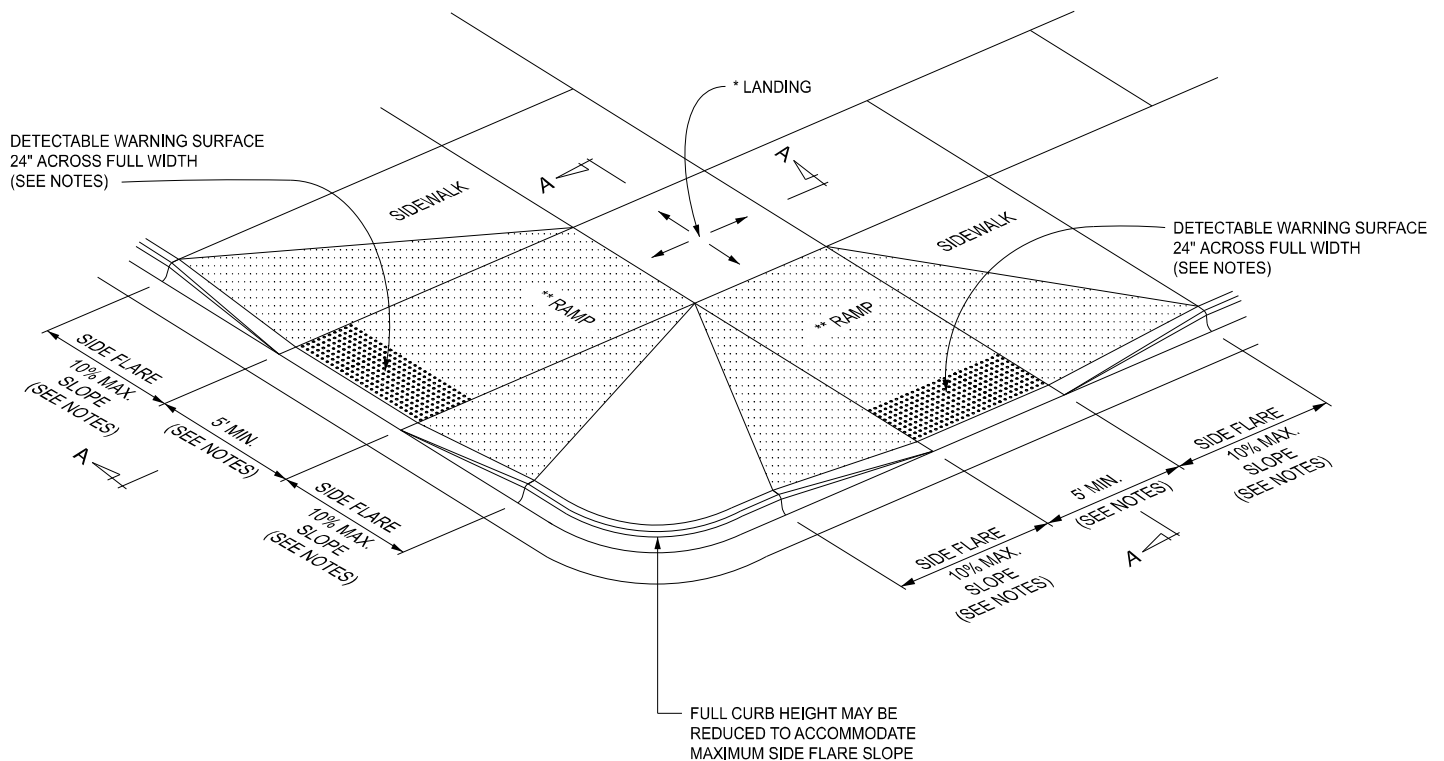 * LANDING
DETECTABLE WARNING SURFACE
24" ACROSS FULL WIDTH
(SEE NOTES)
A
A
SIDEWALK
SIDEWALK
DETECTABLE WARNING SURFACE
24" ACROSS FULL WIDTH
(SEE NOTES)
** RAMP
** RAMP
SIDE FLARE
10% MAX.
SLOPE
(SEE NOTES)
5' MIN.
(SEE NOTES)
A
SIDE FLARE
10% MAX.
SLOPE
(SEE NOTES)
SIDE FLARE
10% MAX.
SLOPE
(SEE NOTES)
5' MIN.
(SEE NOTES)
A
SIDE FLARE
10% MAX.
SLOPE
(SEE NOTES)
FULL CURB HEIGHT MAY BE
REDUCED TO ACCOMMODATE
MAXIMUM SIDE FLARE SLOPE